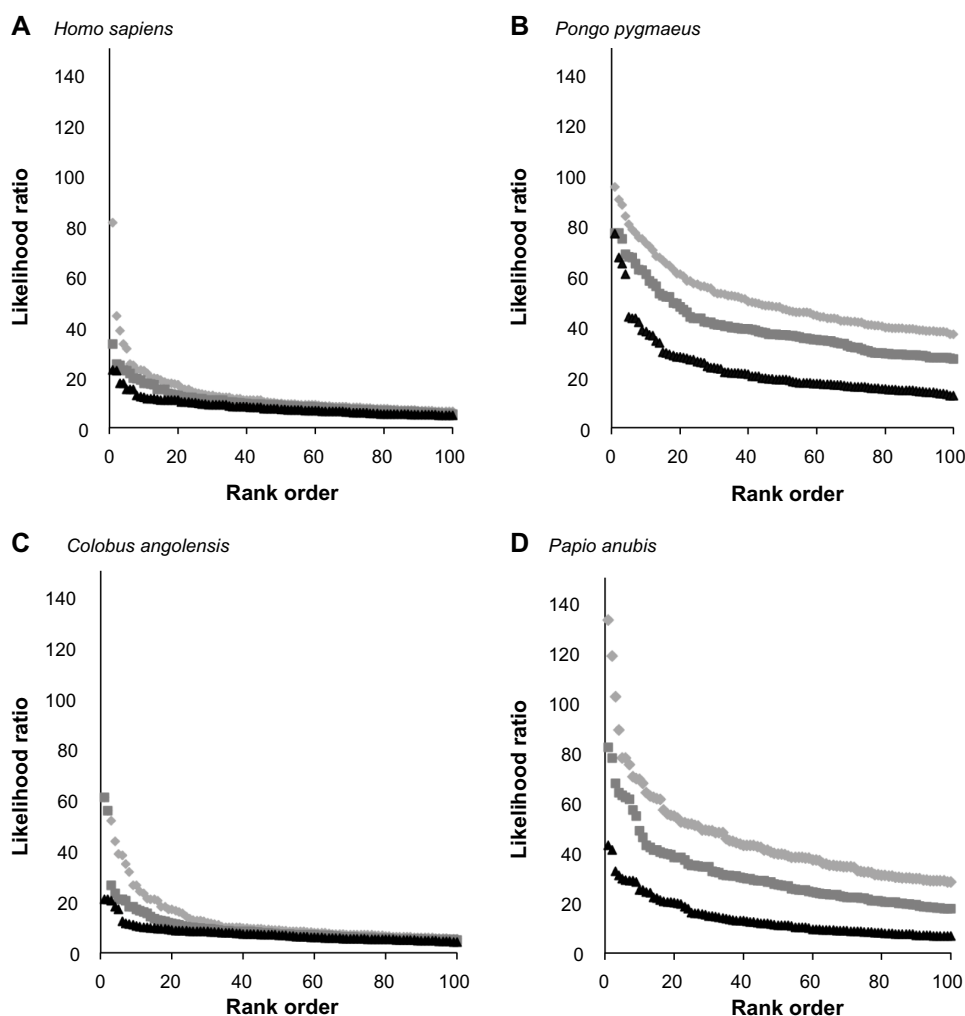 A Homo sapiens
Likelihood ratio
140
120
100
80
60
40
20
0
0 20 40 60 80 100
Rank order
B Pongo pygmaeus
Likelihood ratio
140
120
100
80
60
40
20
0
0 20 40 60 80 100
Rank order
C Colobus angolensis
Likelihood ratio
140
120
100
80
60
40
20
0
0 20 40 60 80 100
Rank order
D Papio anubis
Likelihood ratio
140
120
100
80
60
40
20
0
0 20 40 60 80 100
Rank order